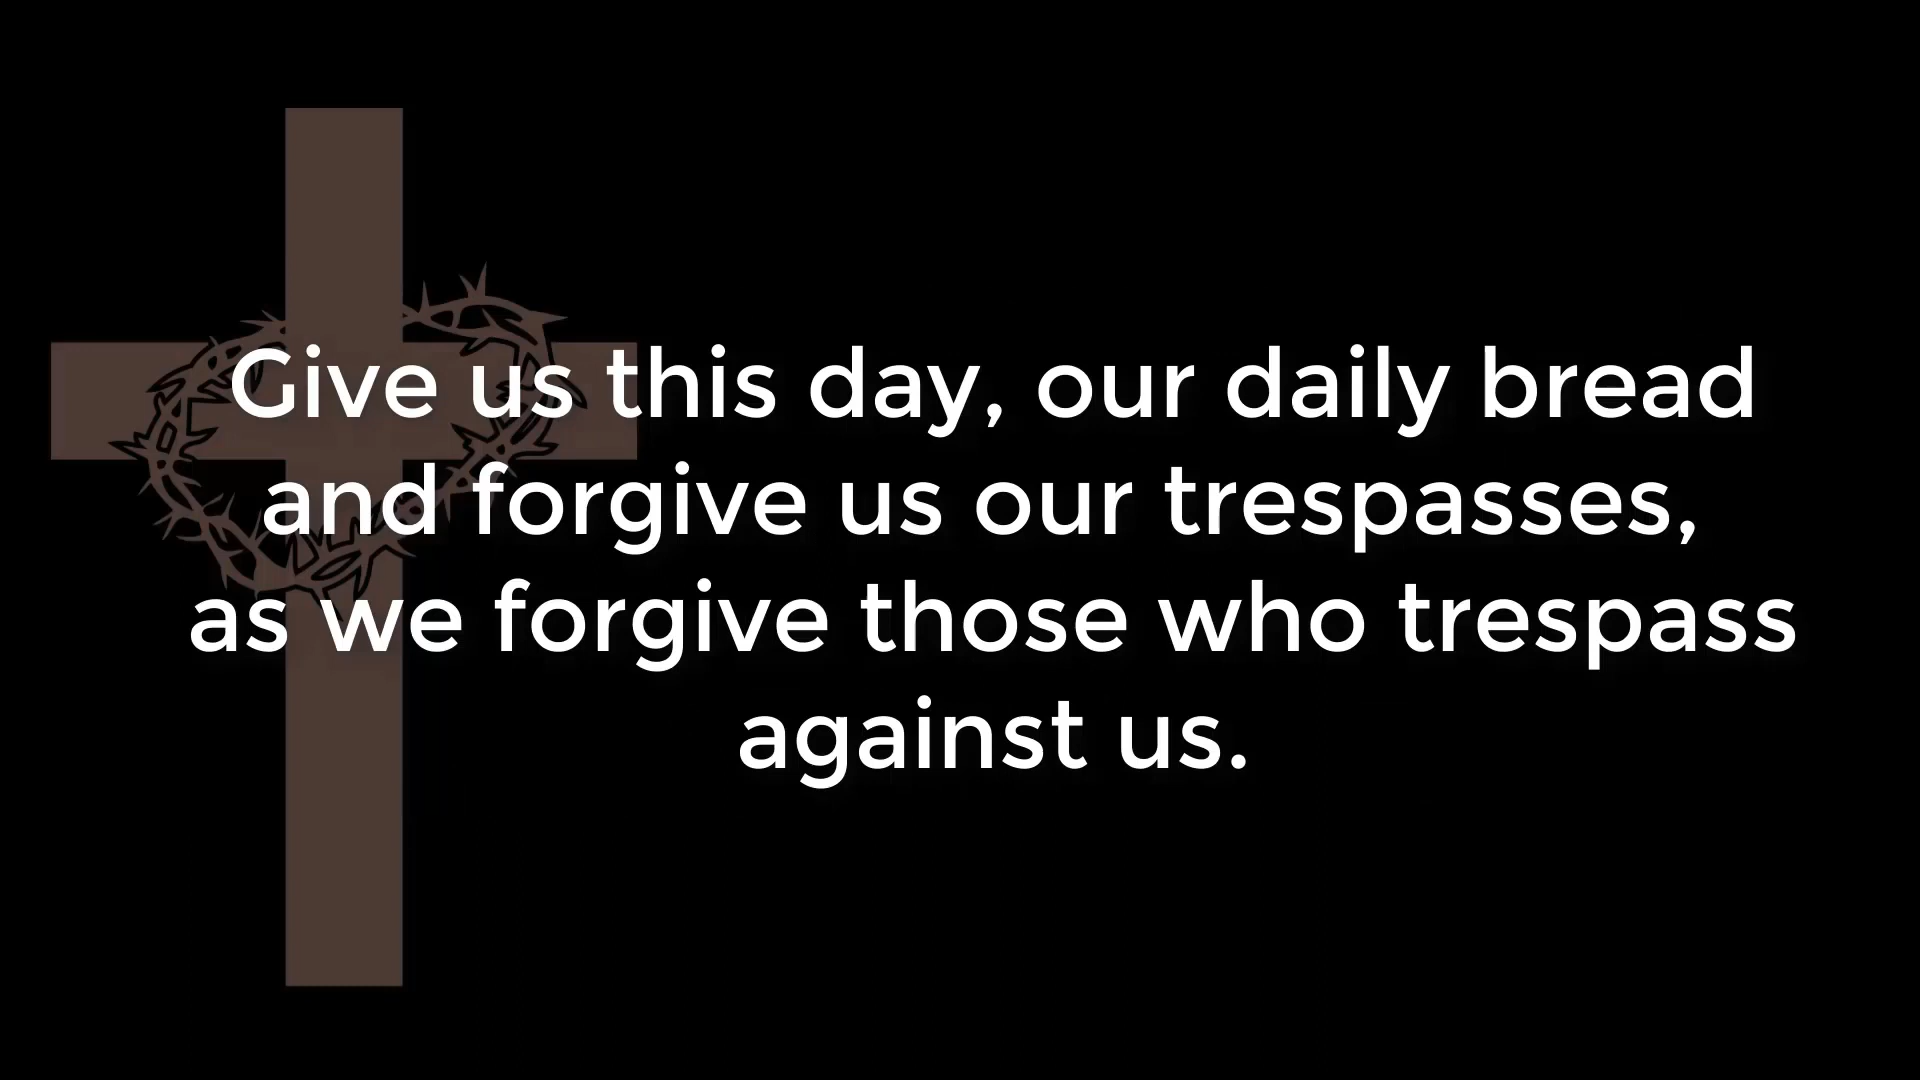 Give us this day, our daily bread
and forgive us our trespasses,
as we forgive those who trespass
against us.